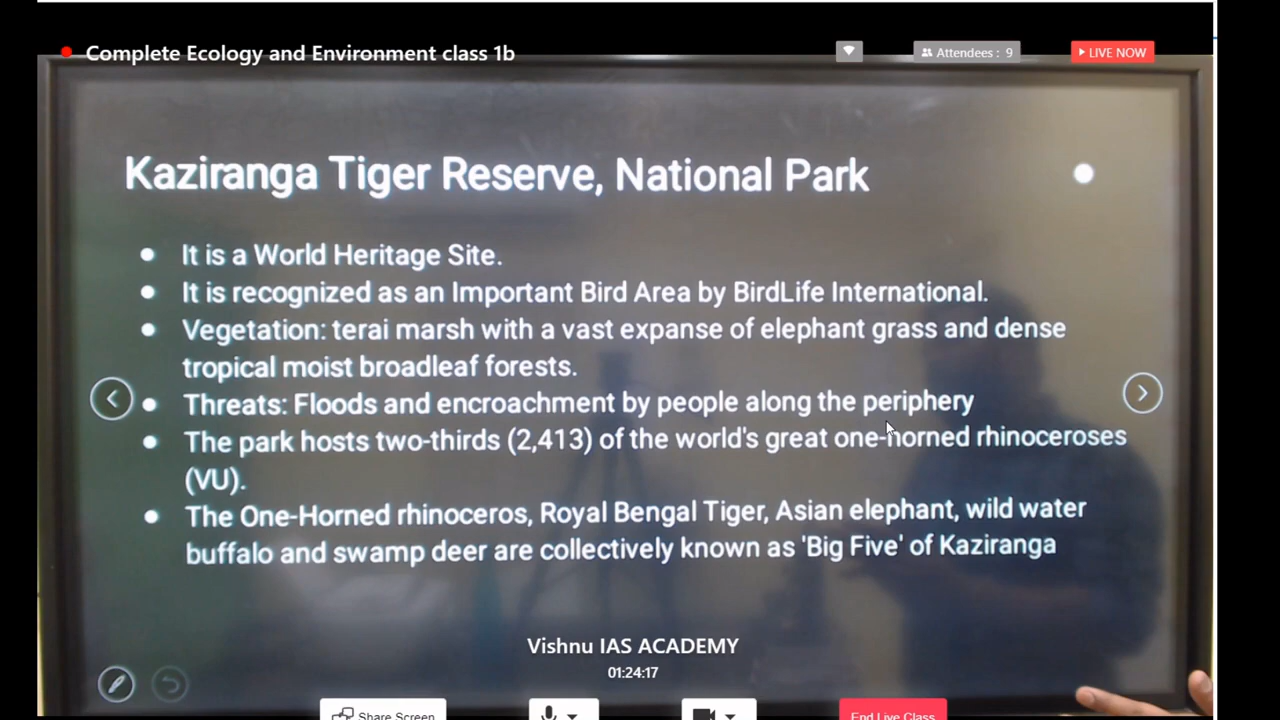 Complete Ecology and Environment class 1b
Attendees : 9
LIVE NOW
Kaziranga Tiger Reserve, National Park
It is a World Heritage Site.
It is recognized as an Important Bird Area by BirdLife International.
Vegetation: terai marsh with a vast expanse of elephant grass and dense
tropical moist broadleaf forests.
Threats: Floods and encroachment by people along the periphery
The park hosts two-thirds (2,413) of the world's great one-horned rhinoceroses
(VU).
The One-Horned rhinoceros, Royal Bengal Tiger, Asian elephant, wild water
buffalo and swamp deer are collectively known as 'Big Five' of Kaziranga
Vishnu IAS ACADEMY
01:24:17
Share Screen
End Live Class